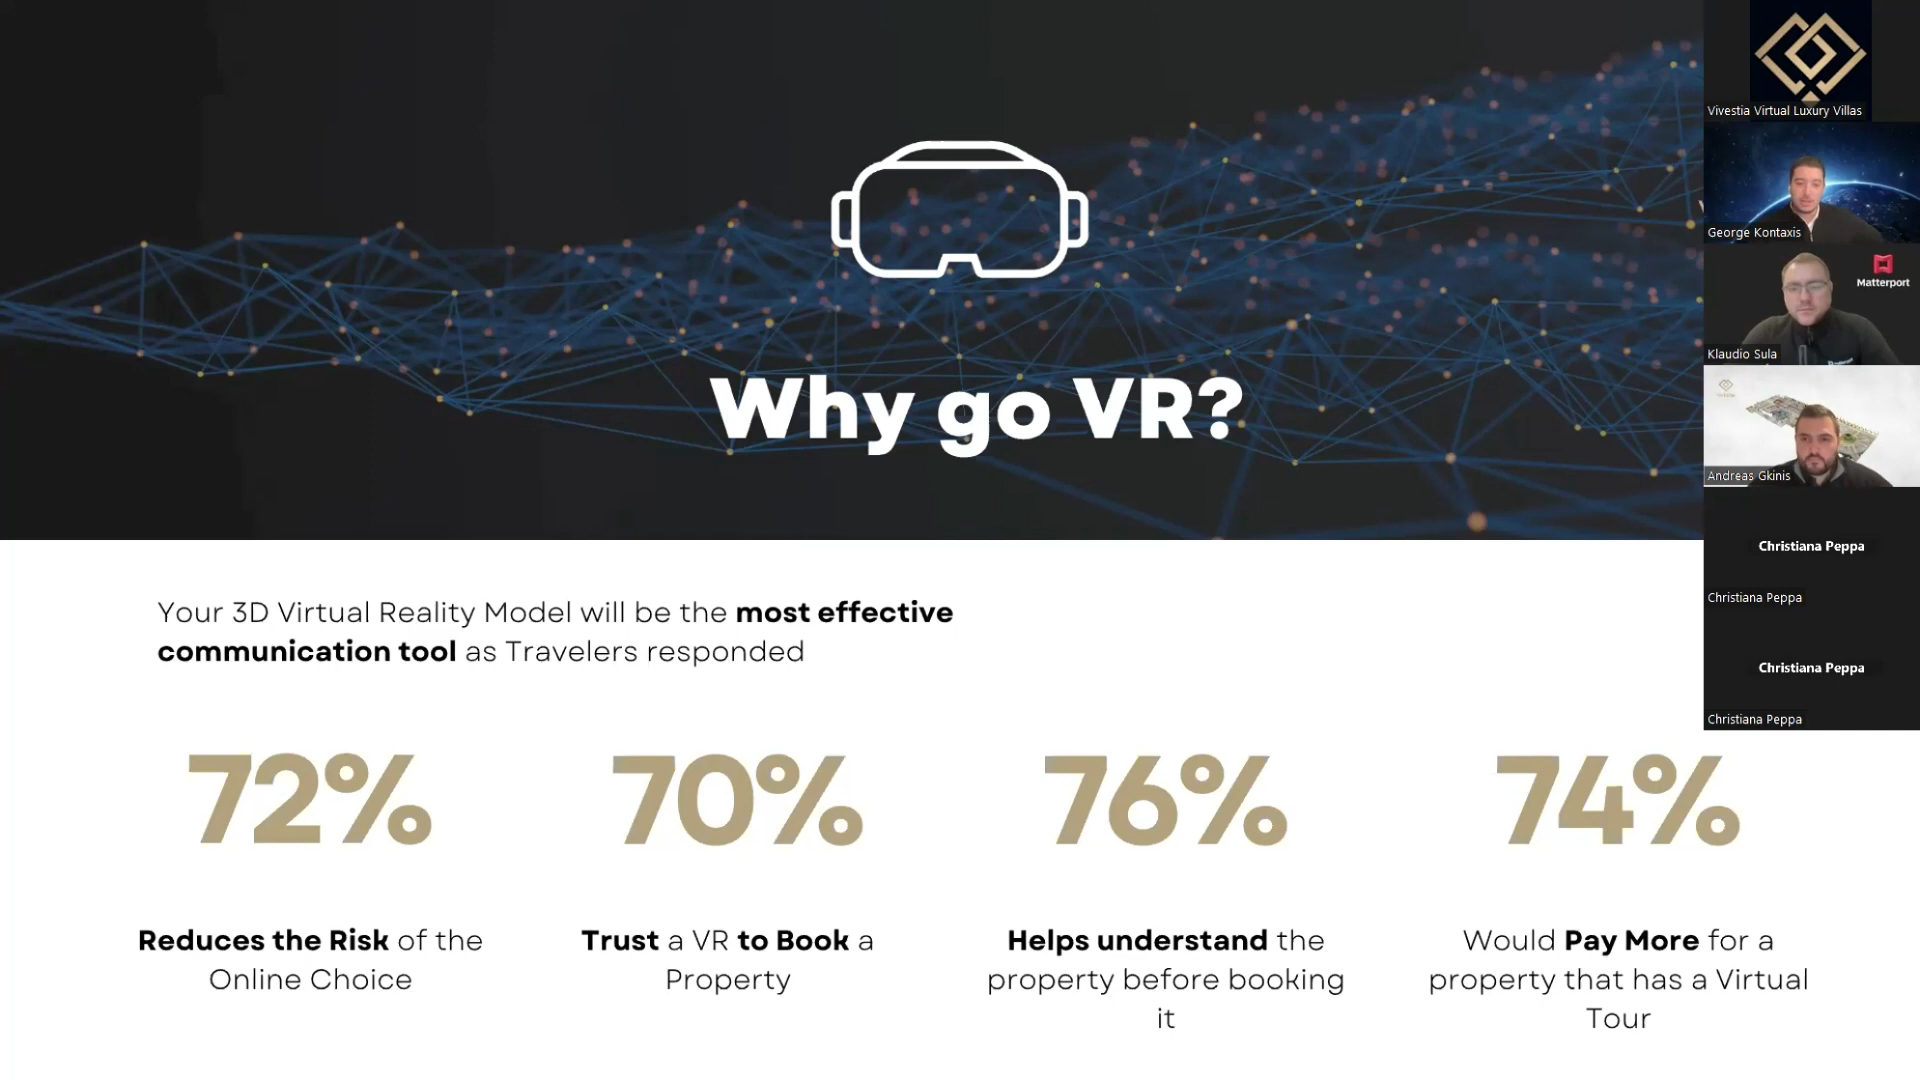 Why go VR?
Your 3D Virtual Reality Model will be the most effective
communication tool as Travelers responded
72%
70%
76%
74%
Reduces the Risk of the
Online Choice
Trust a VR to Book a
Property
Helps understand the
property before booking
it
Would Pay More for a
property that has a Virtual
Tour
Vivestia Virtual Luxury Villas
George Kontaxis
Matterport
Klaudio Sula
Andreas Gkinis
Christiana Peppa
Christiana Peppa
Christiana Peppa
Christiana Peppa